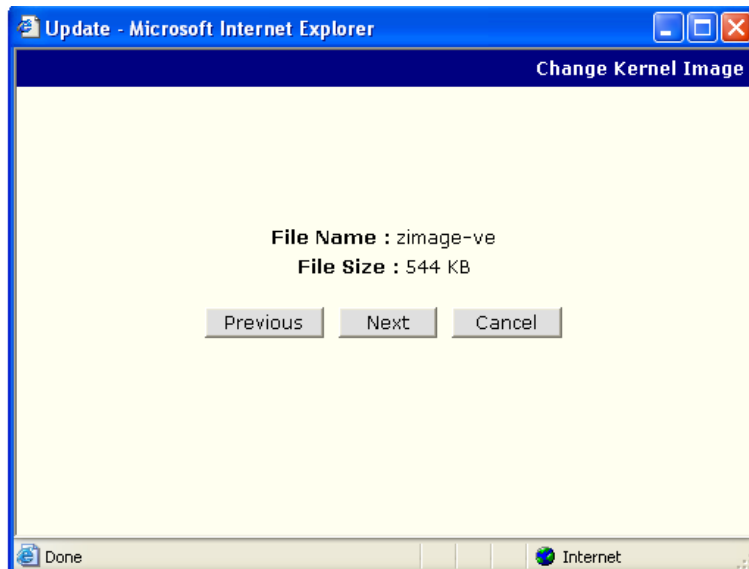 Update - Microsoft Internet Explorer
Change Kernel Image
File Name : zimage-ve
File Size : 544 KB
Previous Next Cancel
Done Internet